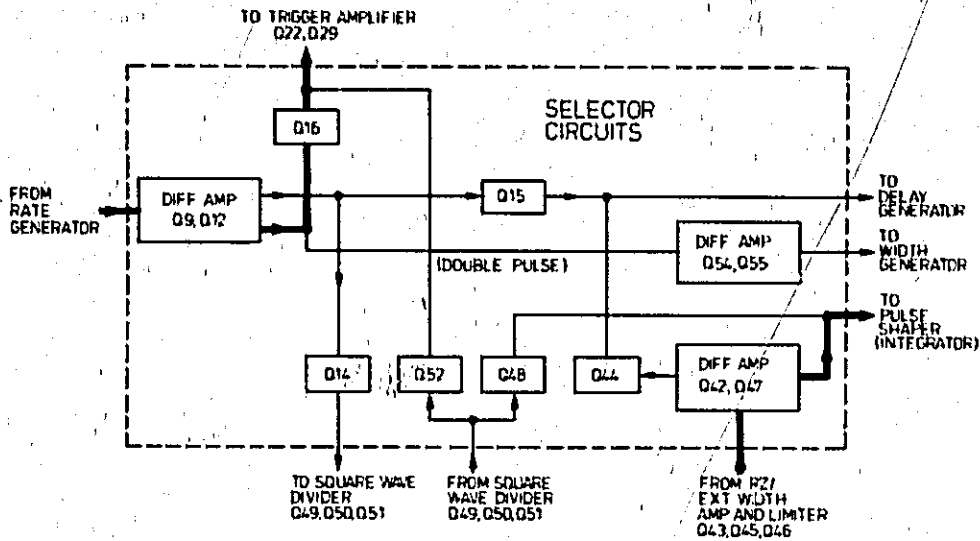 TO TRIGGER AMPLIFIER
Q22,Q29
SELECTOR
CIRCUITS
Q16
FROM
RATE
GENERATOR
DIFF AMP
Q9,Q12
Q15
TO
DELAY
GENERATOR
(DOUBLE PULSE)
DIFF AMP
Q54,Q55
TO
WIDTH
GENERATOR
TO
PULSE
SHAPER
(INTEGRATOR)
Q14
Q52
Q48
Q44
DIFF AMP
Q42,Q47
TO SQUARE WAVE
DIVIDER
Q49,Q50,Q51
FROM SQUARE
WAVE DIVIDER
Q49,Q50,Q51
FROM RZ/
EXT WIDTH
AMP AND LIMITER
Q43,Q45,Q46